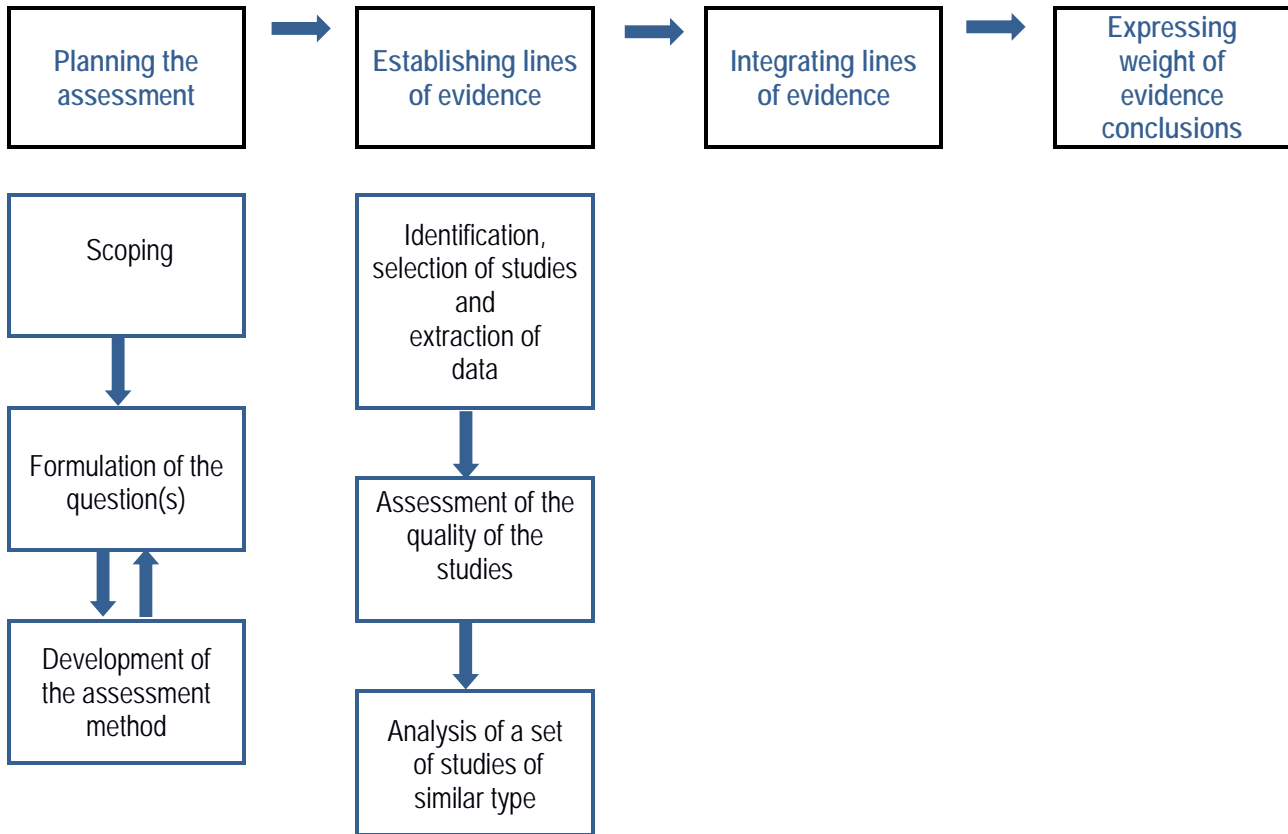 Planning the
assessment
Establishing lines
of evidence
Integrating lines
of evidence
Expressing
weight of
evidence
conclusions
Scoping
Formulation of the
question(s)
Development of
the assessment
method
Identification,
selection of studies
and
extraction of
data
Assessment of the
quality of the
studies
Analysis of a set
of studies of
similar type